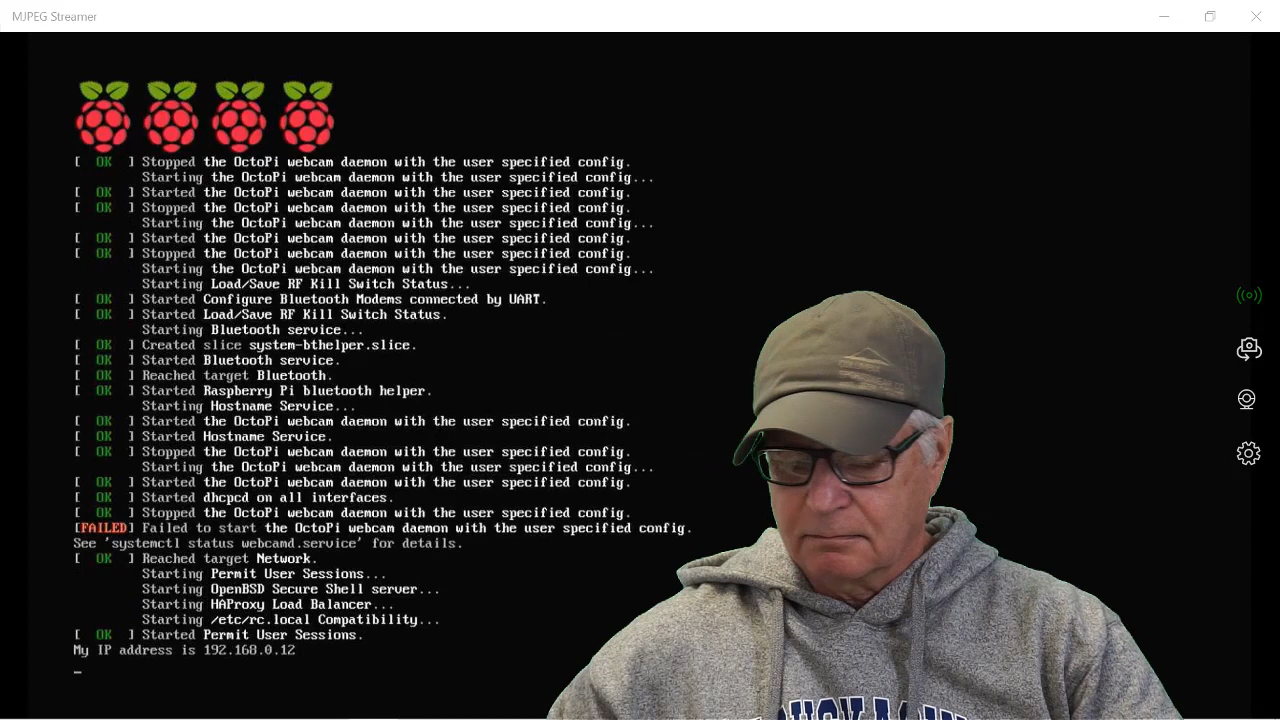 MJPEG Streamer
[ OK ] Stopped the OctoPi webcam daemon with the user specified config.
Starting the OctoPi webcam daemon with the user specified config...
[ OK ] Started the OctoPi webcam daemon with the user specified config.
[ OK ] Stopped the OctoPi webcam daemon with the user specified config.
Starting the OctoPi webcam daemon with the user specified config...
[ OK ] Started the OctoPi webcam daemon with the user specified config.
[ OK ] Stopped the OctoPi webcam daemon with the user specified config.
Starting the OctoPi webcam daemon with the user specified config...
Starting Load/Save RF Kill Switch Status...
[ OK ] Started Configure Bluetooth Modems connected by UART.
[ OK ] Started Load/Save RF Kill Switch Status.
Starting Bluetooth service...
[ OK ] Created slice system-bthelper.slice.
[ OK ] Started Bluetooth service.
[ OK ] Reached target Bluetooth.
[ OK ] Started Raspberry Pi bluetooth helper.
Starting Hostname Service...
[ OK ] Started the OctoPi webcam daemon with the user specified config.
[ OK ] Started Hostname Service.
[ OK ] Stopped the OctoPi webcam daemon with the user specified config.
Starting the OctoPi webcam daemon with the user specified config...
[ OK ] Started the OctoPi webcam daemon with the user specified config.
[ OK ] Started dhcpcd on all interfaces.
[ OK ] Stopped the OctoPi webcam daemon with the user specified config.
[FAILED] Failed to start the OctoPi webcam daemon with the user specified config.
See 'systemctl status webcamd.service' for details.
[ OK ] Reached target Network.
Starting Permit User Sessions...
Starting OpenBSD Secure Shell server...
Starting HAProxy Load Balancer...
Starting /etc/rc.local Compatibility...
[ OK ] Started Permit User Sessions.
My IP address is 192.168.0.12